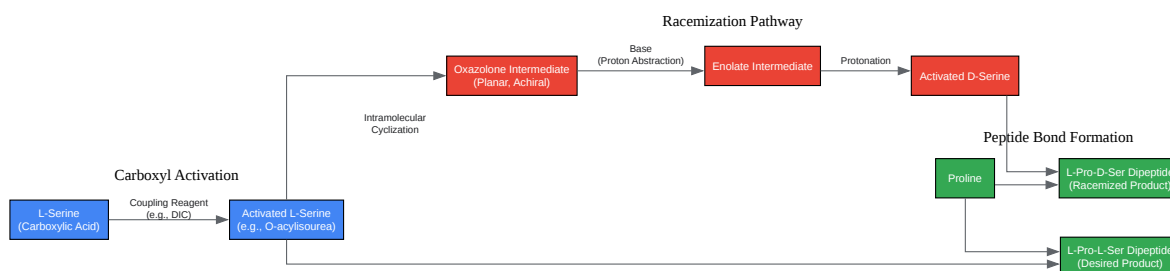 Racemization Pathway
Oxazolone Intermediate
(Planar, Achiral)
Base
(Proton Abstraction)
Enolate Intermediate
Protonation
Activated D-Serine
Intramolecular
Cyclization
Peptide Bond Formation
Carboxyl Activation
Proline
L-Pro-D-Ser Dipeptide
(Racemized Product)
L-Serine
(Carboxylic Acid)
Coupling Reagent
(e.g., DIC)
Activated L-Serine
(e.g., O-acylisourea)
L-Pro-L-Ser Dipeptide
(Desired Product)